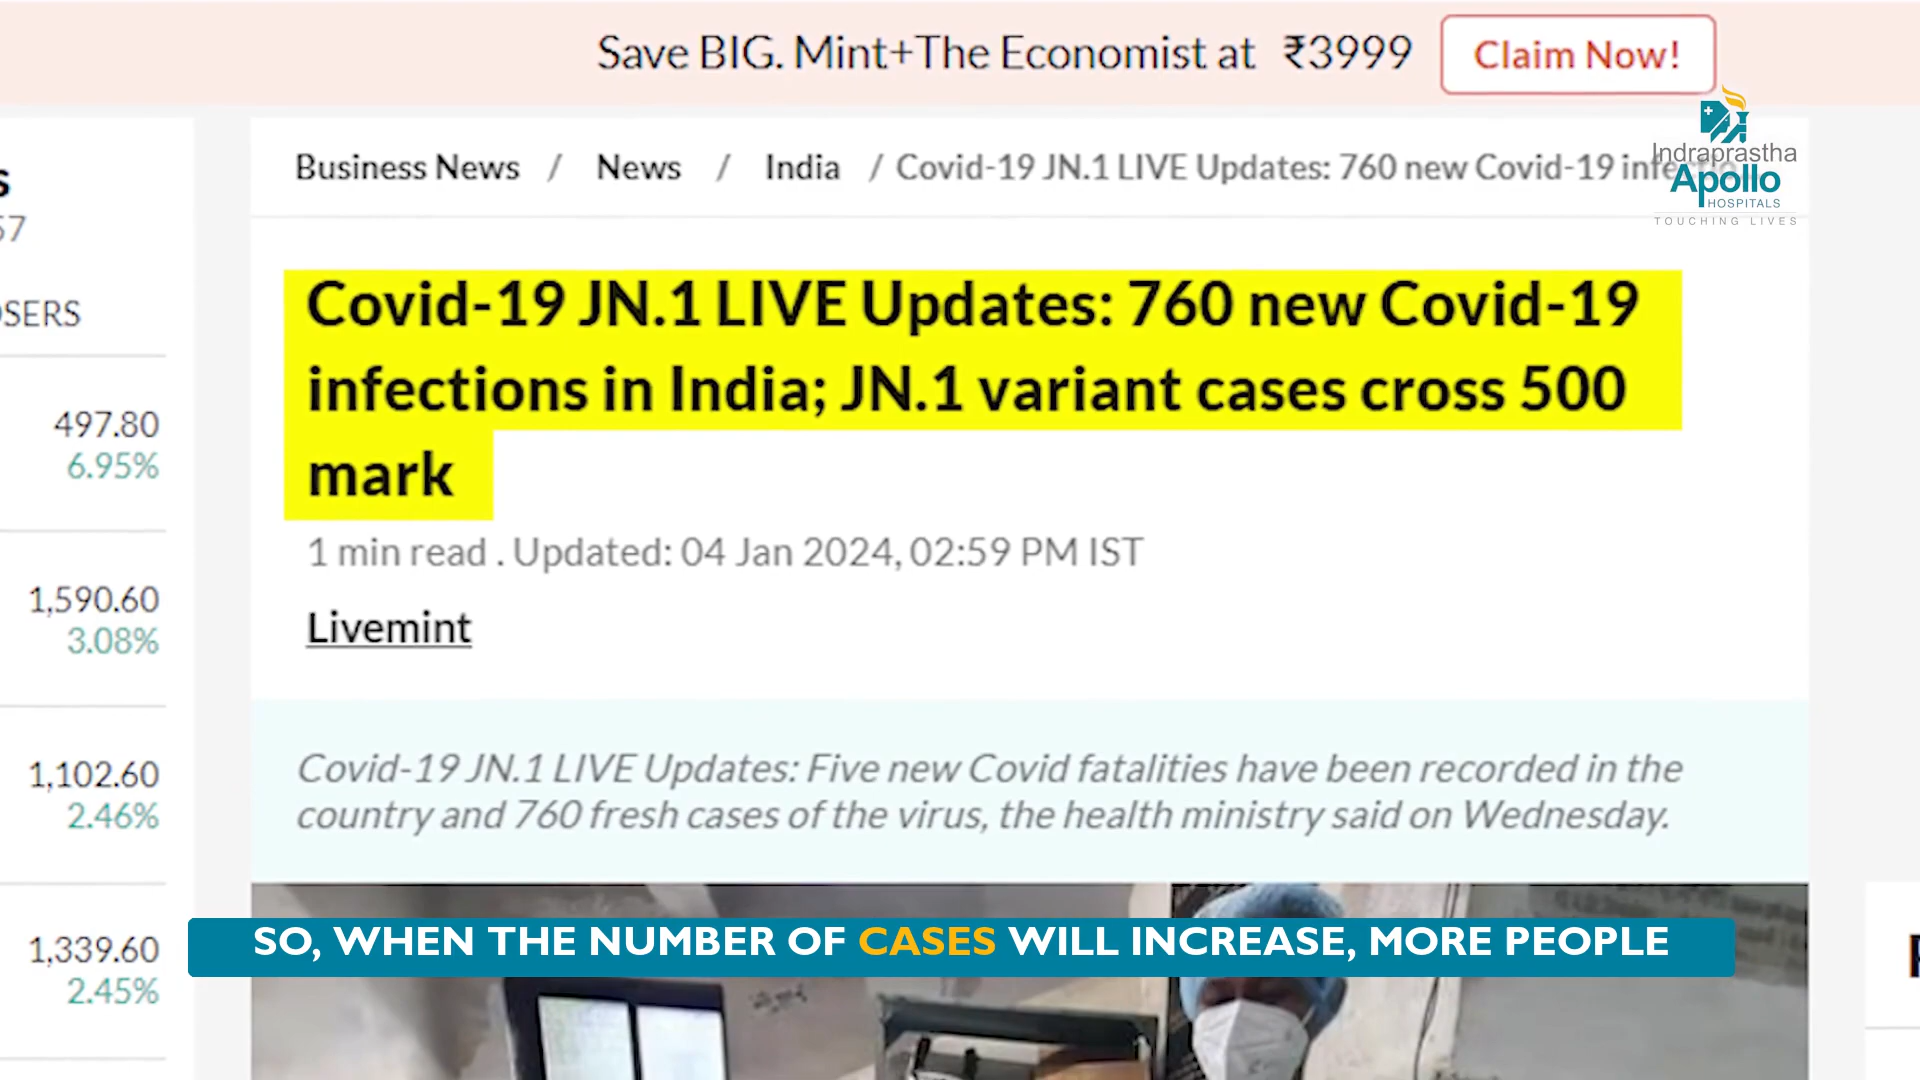 Save BIG. Mint+The Economist at ₹3999 Claim Now!
Indraprastha
Apollo
HOSPITALS
TOUCHING LIVES
Business News / News / India / Covid-19 JN.1 LIVE Updates: 760 new Covid-19
Covid-19 JN.1 LIVE Updates: 760 new Covid-19
infections in India; JN.1 variant cases cross 500
mark
1 min read . Updated: 04 Jan 2024, 02:59 PM IST
Livemint
Covid-19 JN.1 LIVE Updates: Five new Covid fatalities have been recorded in the
country and 760 fresh cases of the virus, the health ministry said on Wednesday.
57
OSERS
497.80
6.95%
1,590.60
3.08%
1,102.60
2.46%
1,339.60
2.45%
SO, WHEN THE NUMBER OF CASES WILL INCREASE, MORE PEOPLE